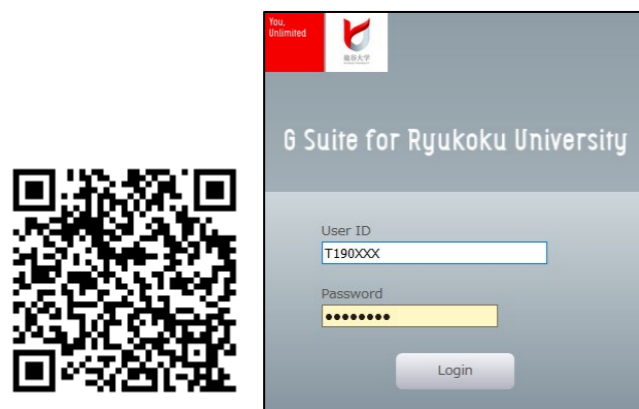 You,
Unlimited
龍谷大学
G Suite for Ryukoku University
User ID
T190XXX
Password
••••••••
Login